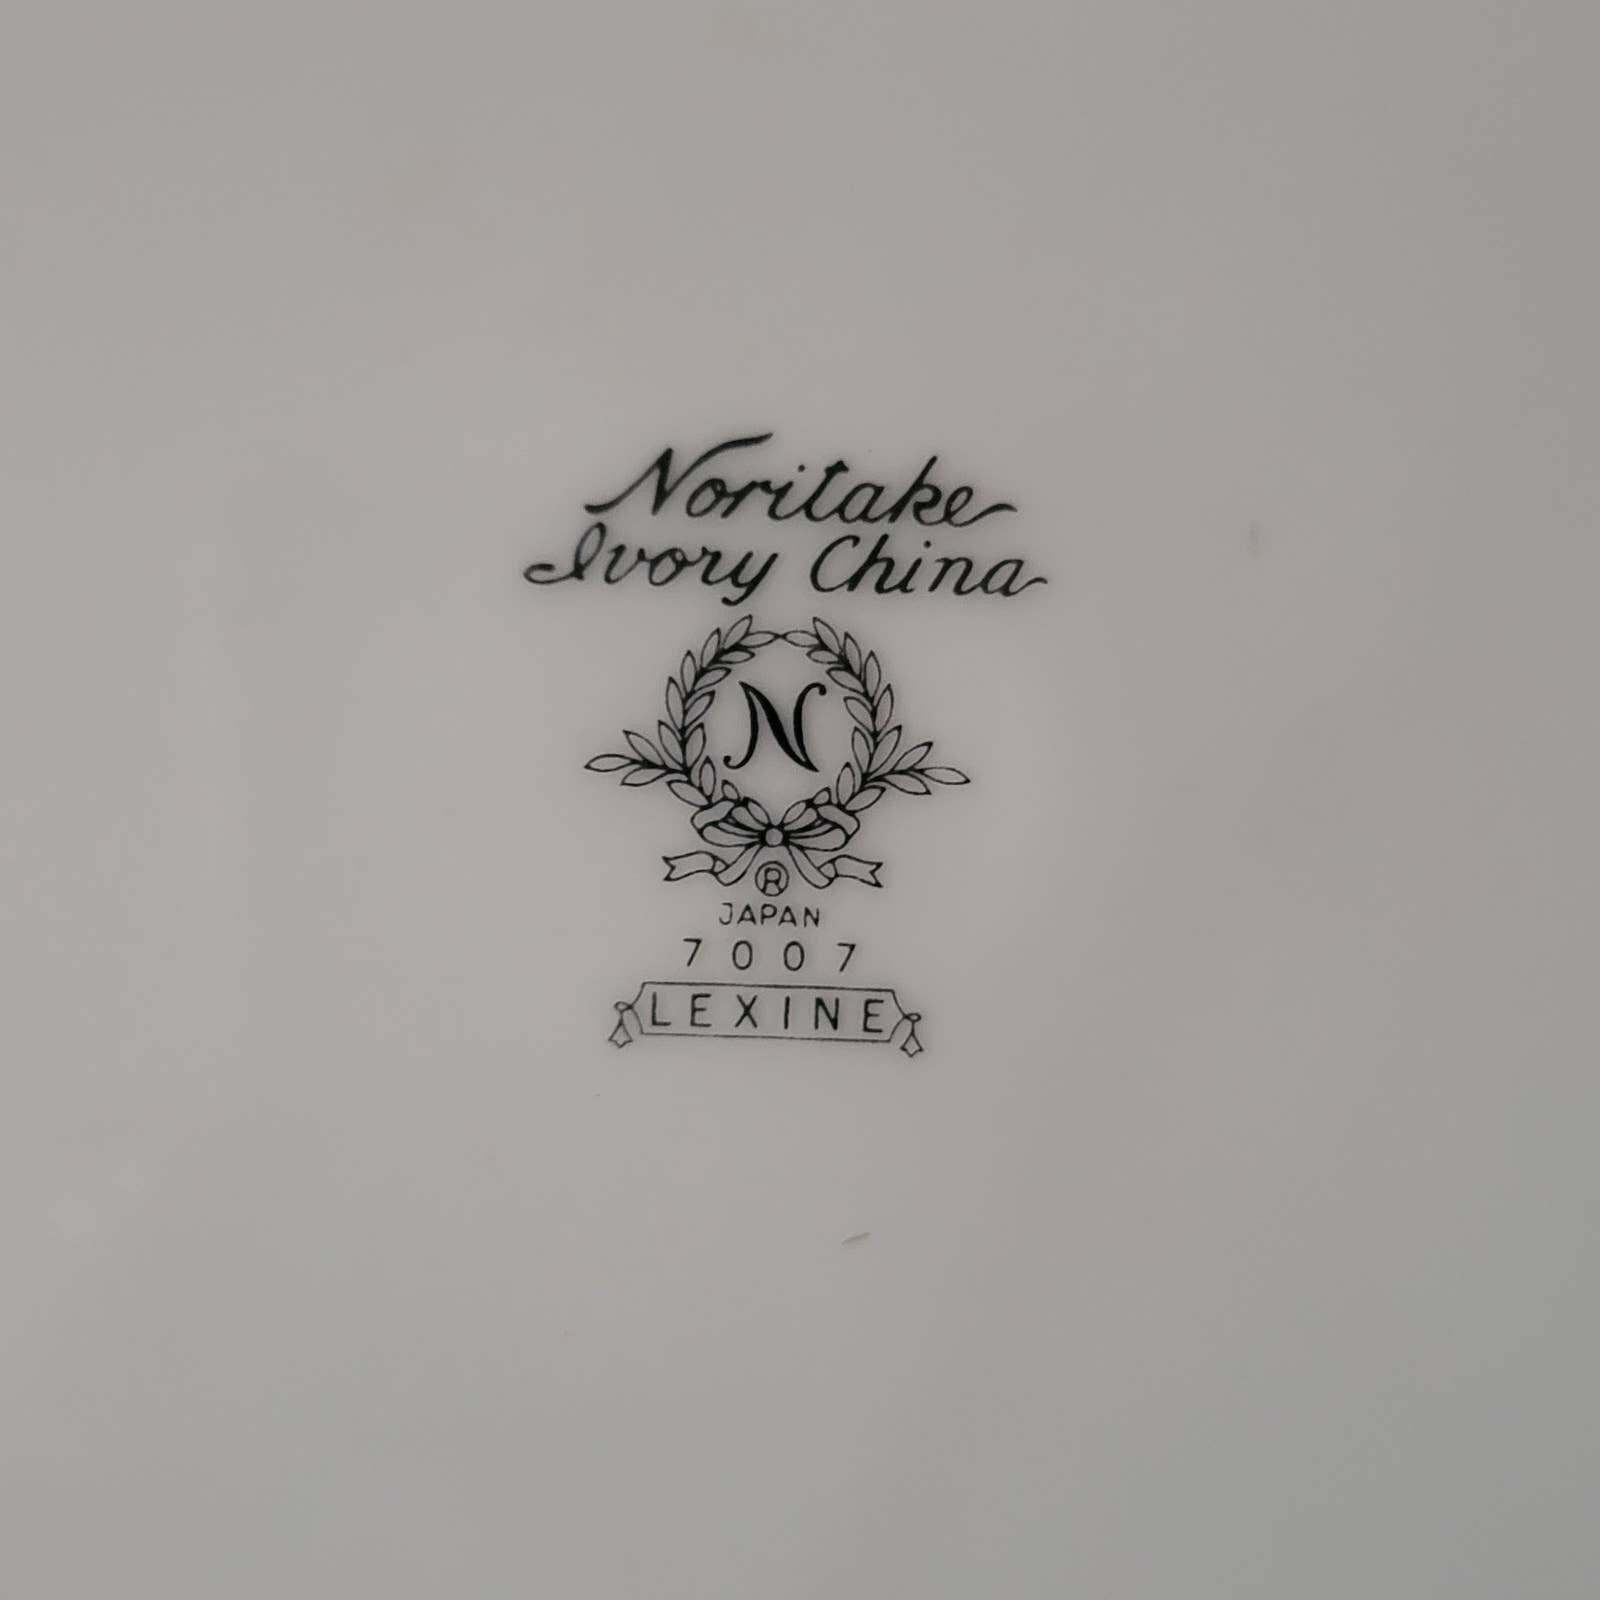 Noritake
Ivory China
N
®
JAPAN
7007
LEXINE